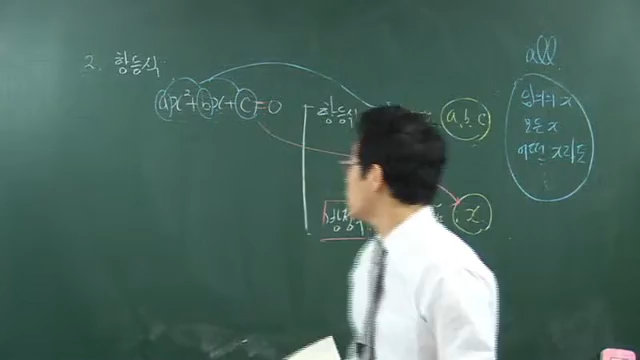 2. 항등식
ax²+bx+c=0
항등식
a, b, c
방정식
x
all
임의의 x
모든 x
어떤 x라도